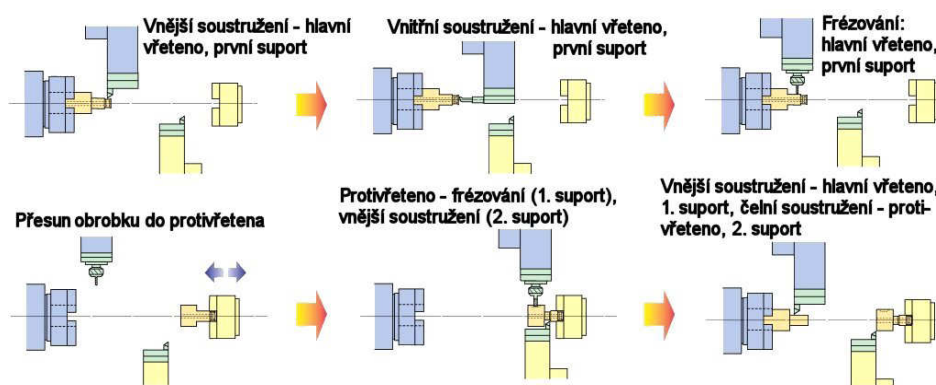 Vnější soustružení - hlavní
vřeteno, první suport
Vnitřní soustružení - hlavní vřeteno,
první suport
Frézování:
hlavní vřeteno,
první suport
Přesun obrobku do protivřetena
Protivřeteno - frézování (1. suport),
vnější soustružení (2. suport)
Vnější soustružení - hlavní vřeteno,
1. suport, čelní soustružení - proti-
vřeteno, 2. suport